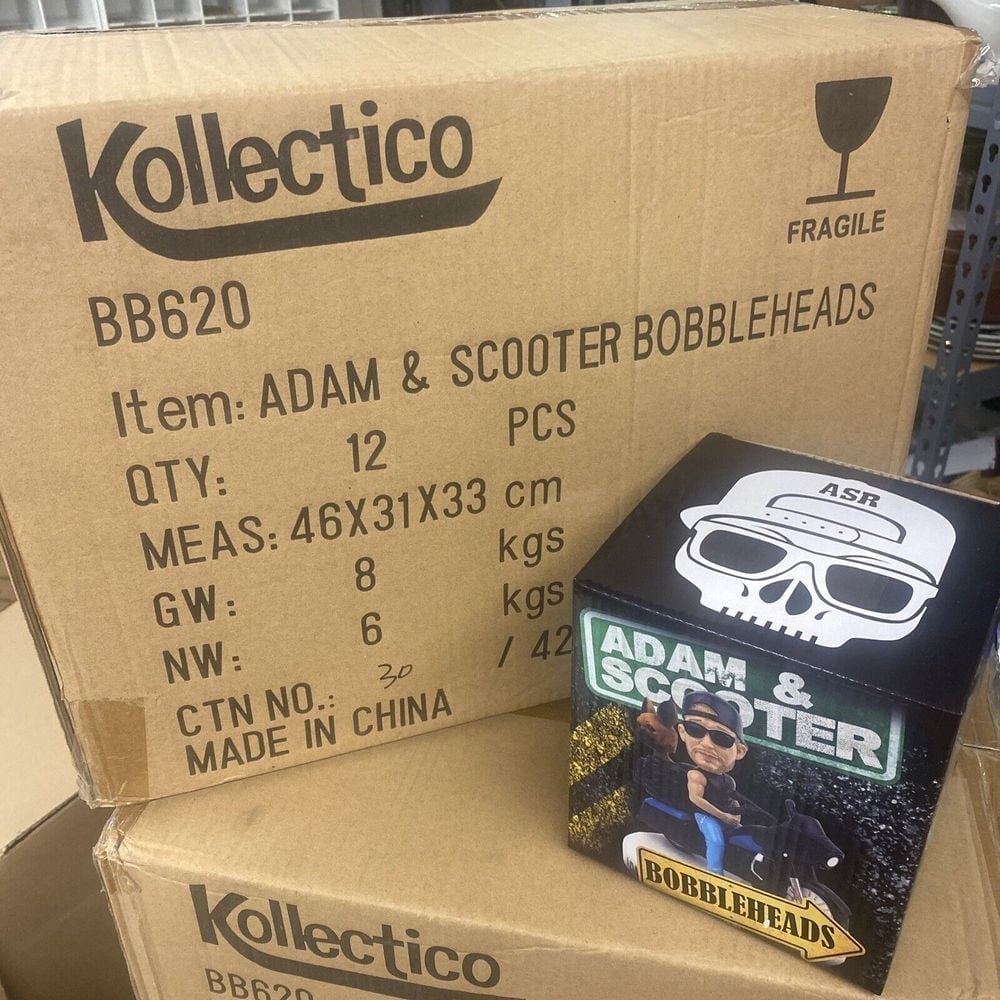 Kollectico
FRAGILE
BB620
Item: ADAM & SCOOTER BOBBLEHEADS
QTY: 12 PCS
MEAS: 46X31X33 cm
GW: 8 kgs
NW: 6 kgs
CTN NO.: 30 / 42
MADE IN CHINA
ASR
ADAM &
SCOOTER
BOBBLEHEADS
Kollectico
BB620